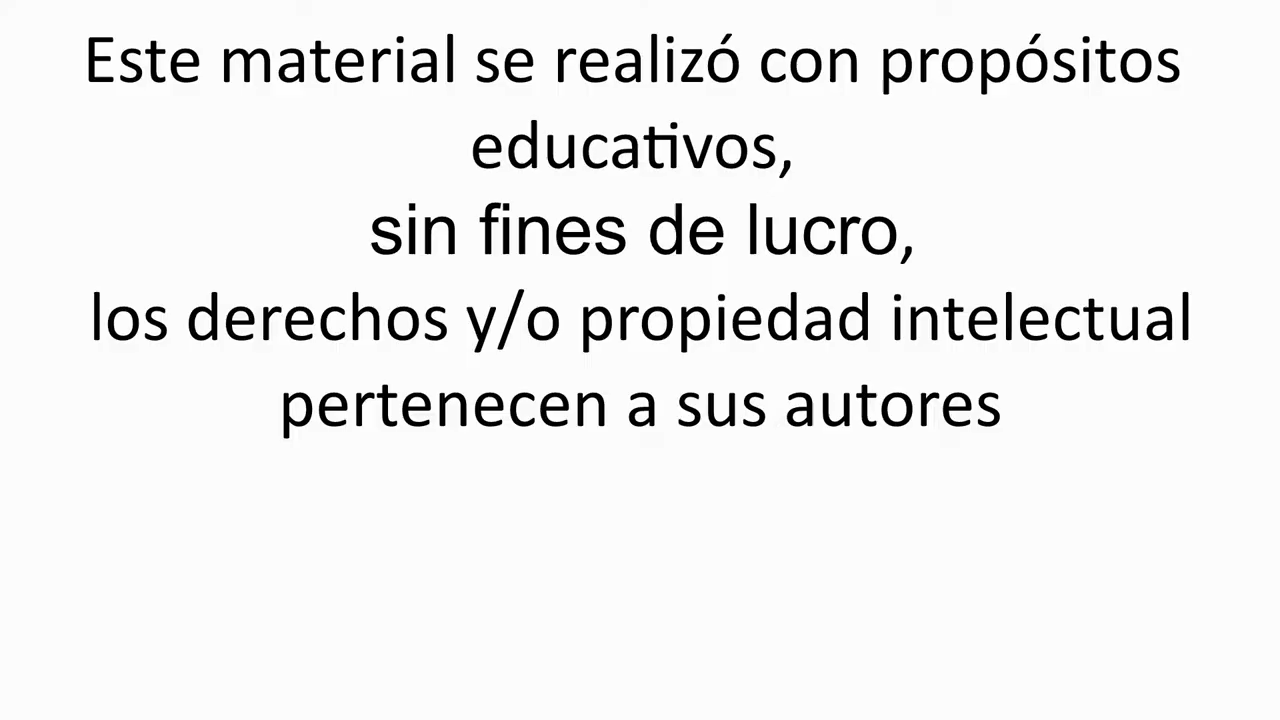 Este material se realizó con propósitos
educativos,
sin fines de lucro,
los derechos y/o propiedad intelectual
pertenecen a sus autores